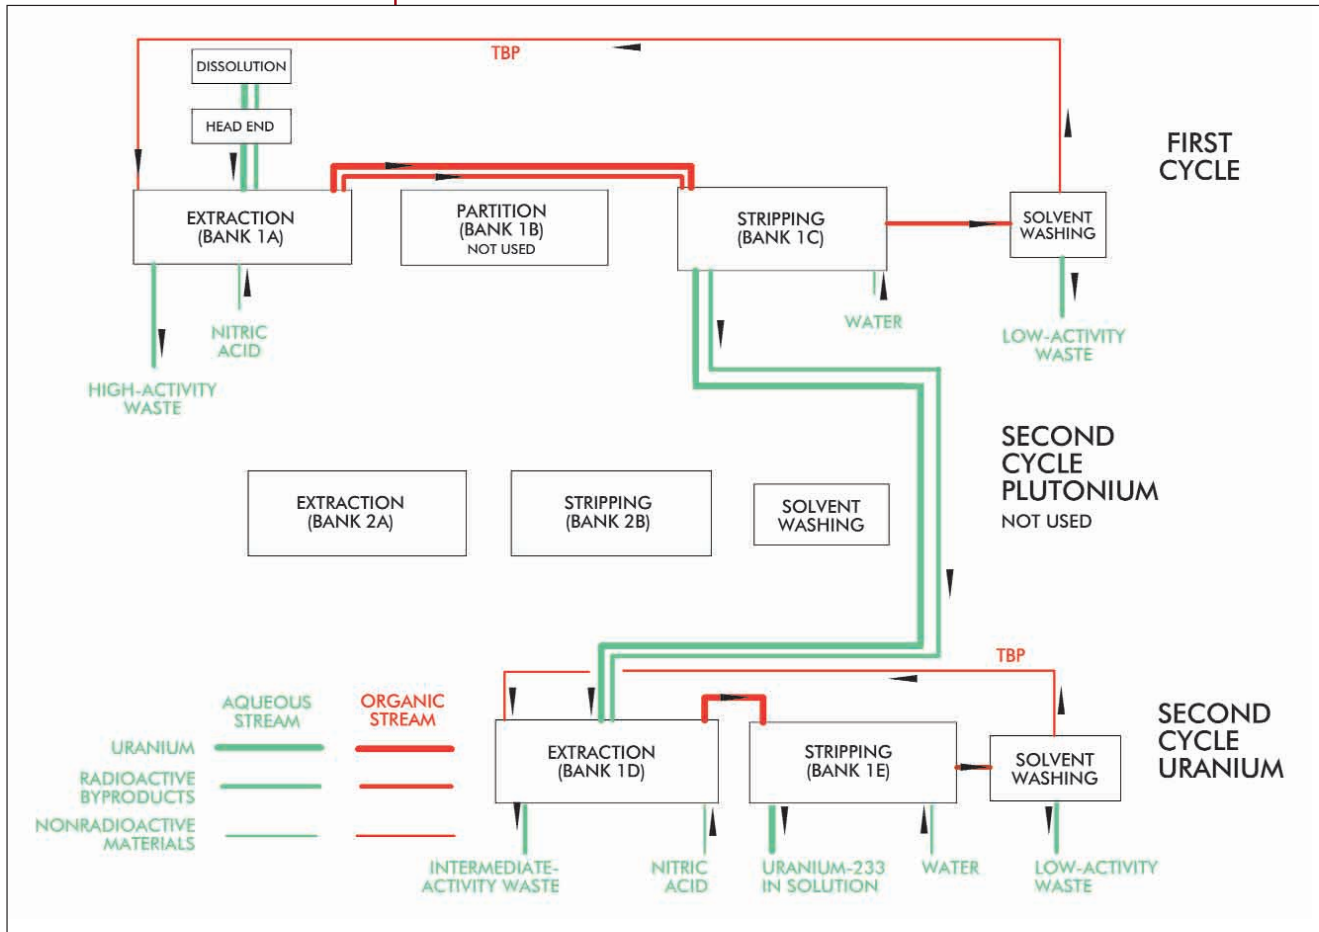 TBP
DISSOLUTION
HEAD END
FIRST
CYCLE
EXTRACTION
(BANK 1A)
PARTITION
(BANK 1B)
NOT USED
STRIPPING
(BANK 1C)
SOLVENT
WASHING
NITRIC
ACID
WATER
LOW-ACTIVITY
WASTE
HIGH-ACTIVITY
WASTE
SECOND
CYCLE
PLUTONIUM
NOT USED
EXTRACTION
(BANK 2A)
STRIPPING
(BANK 2B)
SOLVENT
WASHING
TBP
AQUEOUS
STREAM
ORGANIC
STREAM
URANIUM
RADIOACTIVE
BYPRODUCTS
NONRADIOACTIVE
MATERIALS
EXTRACTION
(BANK 1D)
STRIPPING
(BANK 1E)
SOLVENT
WASHING
SECOND
CYCLE
URANIUM
INTERMEDIATE-
ACTIVITY WASTE
NITRIC
ACID
URANIUM-233
IN SOLUTION
WATER
LOW-ACTIVITY
WASTE